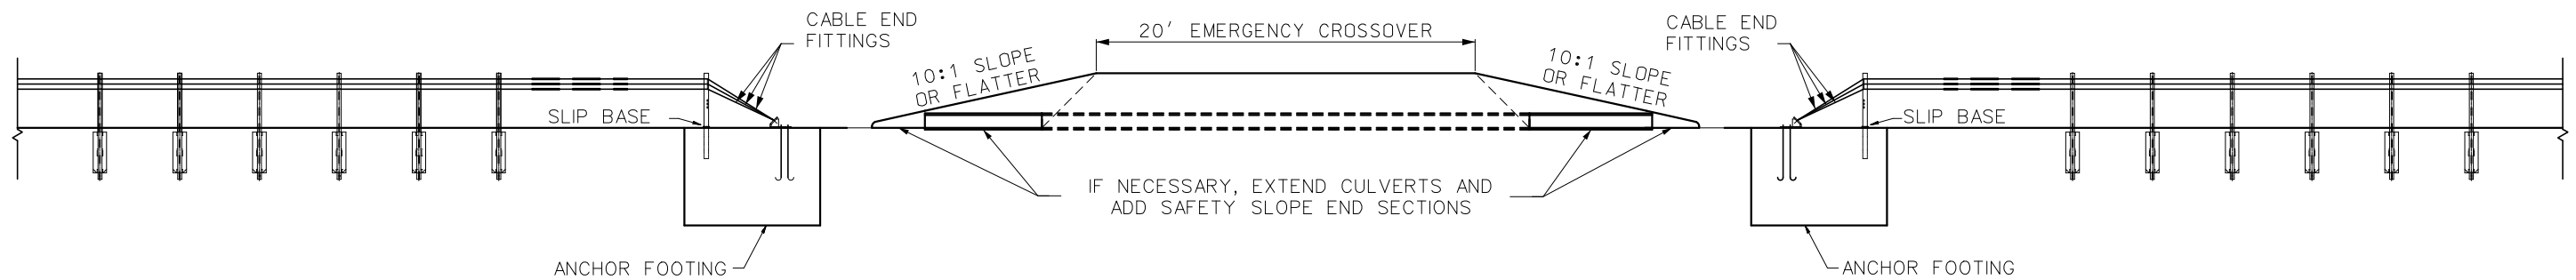 CABLE END
FITTINGS
20' EMERGENCY CROSSOVER
CABLE END
FITTINGS
10:1 SLOPE
OR FLATTER
10:1 SLOPE
OR FLATTER
SLIP BASE
SLIP BASE
IF NECESSARY, EXTEND CULVERTS AND
ADD SAFETY SLOPE END SECTIONS
ANCHOR FOOTING
ANCHOR FOOTING